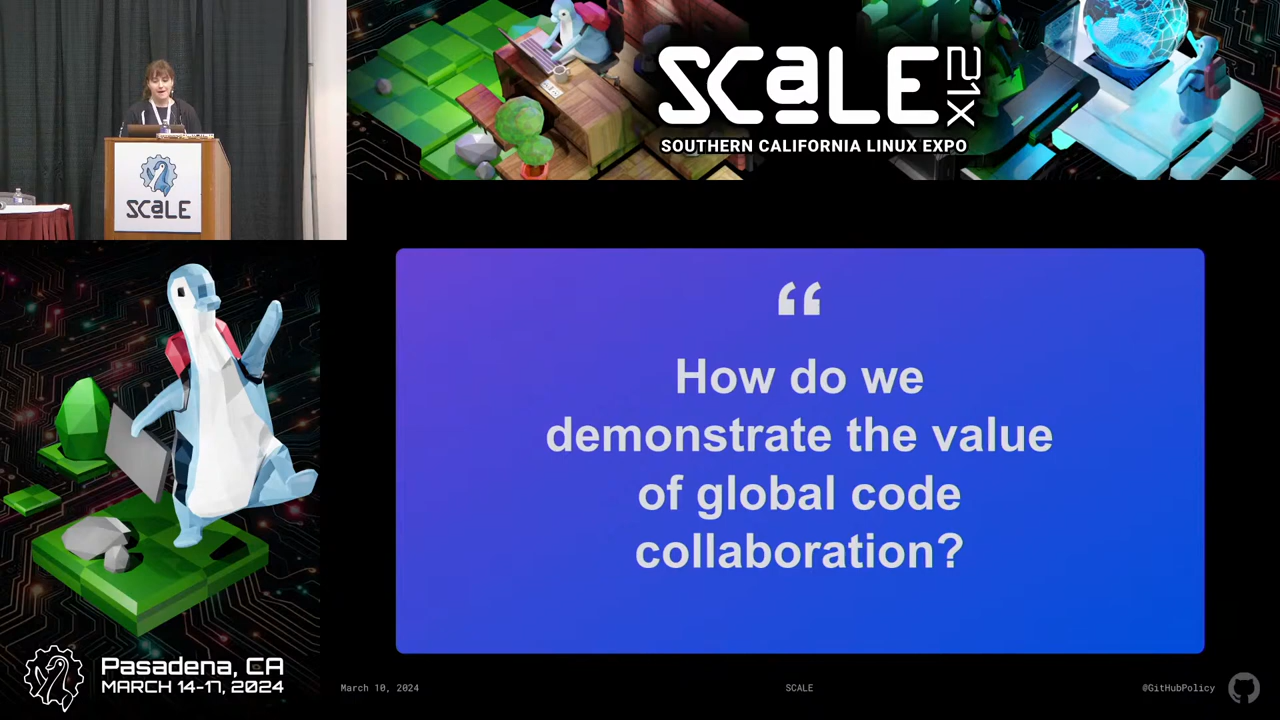 SCaLE 21x
SOUTHERN CALIFORNIA LINUX EXPO
SCaLE
“
How do we
demonstrate the value
of global code
collaboration?
Pasadena, CA
MARCH 14-17, 2024
March 10, 2024
SCALE
@GitHubPolicy